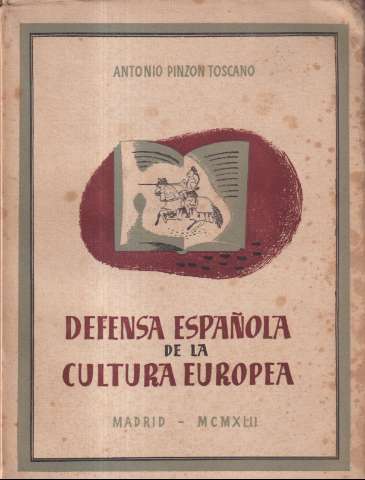 ANTONIO PINZON TOSCANO
DEFENSA ESPAÑOLA
DE LA
CULTURA EUROPEA
MADRID - MCMXLII